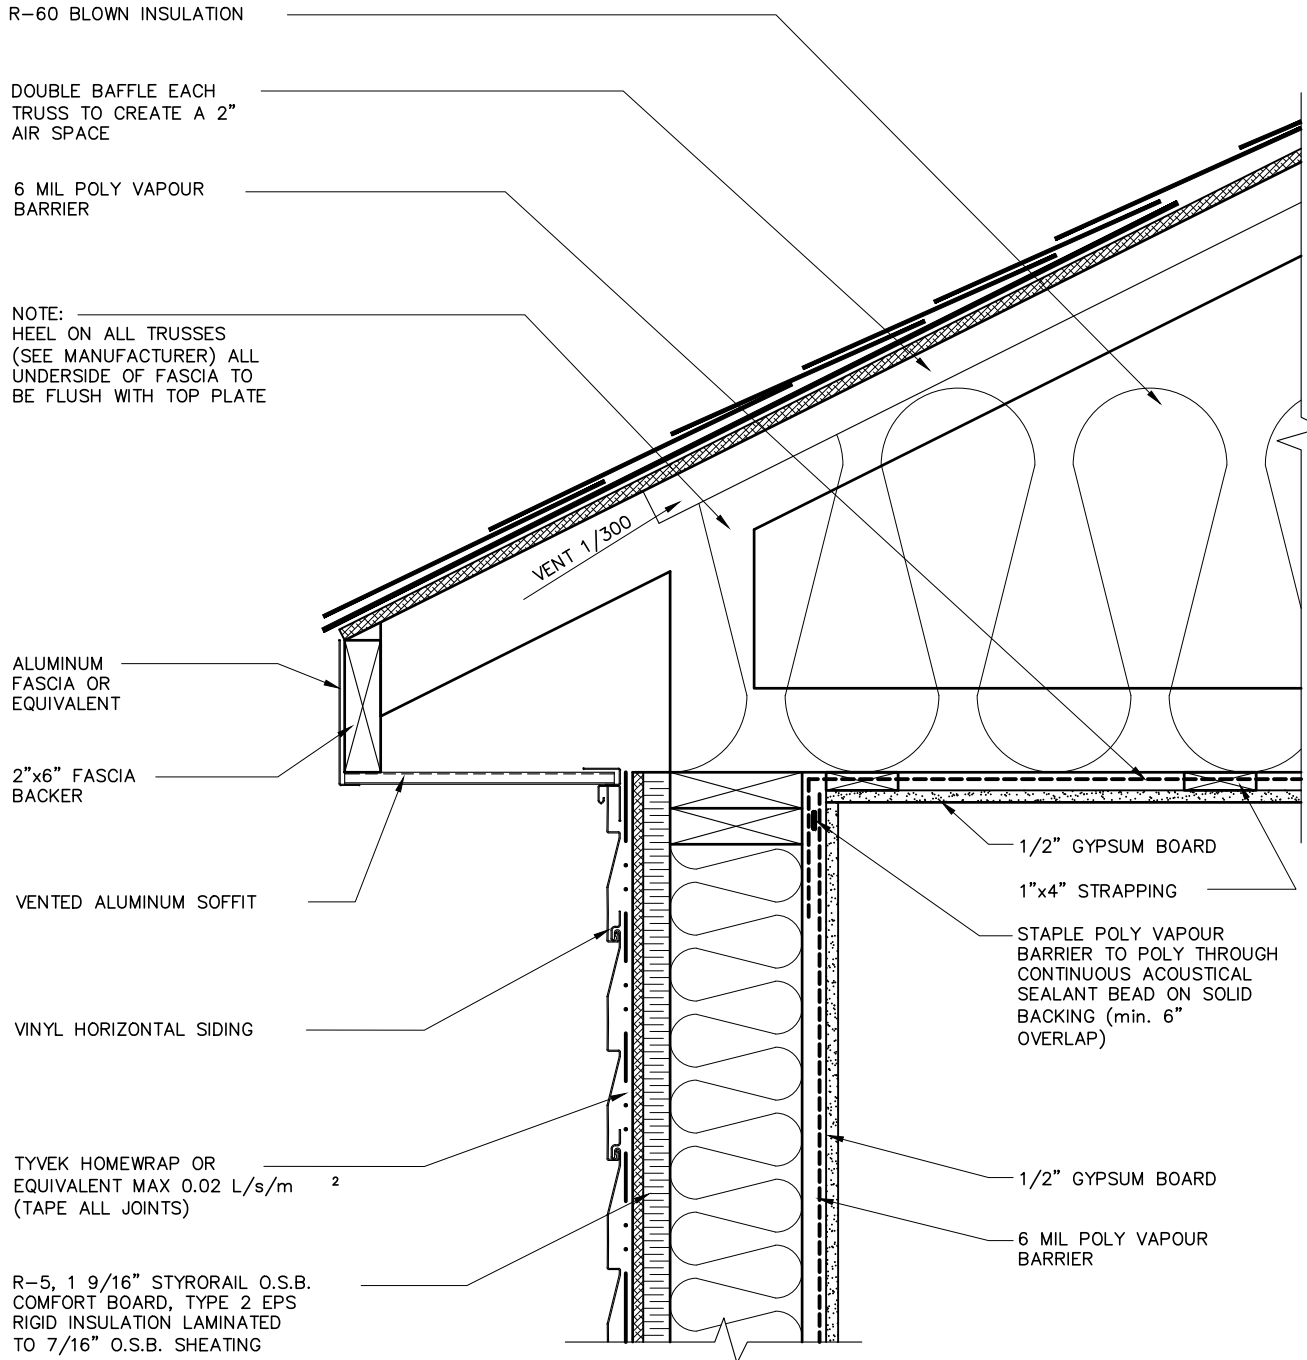 R-60 BLOWN INSULATION
DOUBLE BAFFLE EACH
TRUSS TO CREATE A 2”
AIR SPACE
6 MIL POLY VAPOUR
BARRIER
NOTE:
HEEL ON ALL TRUSSES
(SEE MANUFACTURER) ALL
UNDERSIDE OF FASCIA TO
BE FLUSH WITH TOP PLATE
VENT 1/300
ALUMINUM
FASCIA OR
EQUIVALENT
2”x6” FASCIA
BACKER
VENTED ALUMINUM SOFFIT
VINYL HORIZONTAL SIDING
TYVEK HOMEWRAP OR
EQUIVALENT MAX 0.02 L/s/m ²
(TAPE ALL JOINTS)
R-5, 1 9/16” STYRORAIL O.S.B.
COMFORT BOARD, TYPE 2 EPS
RIGID INSULATION LAMINATED
TO 7/16” O.S.B. SHEATING
1/2” GYPSUM BOARD
1”x4” STRAPPING
STAPLE POLY VAPOUR
BARRIER TO POLY THROUGH
CONTINUOUS ACOUSTICAL
SEALANT BEAD ON SOLID
BACKING (min. 6”
OVERLAP)
1/2” GYPSUM BOARD
6 MIL POLY VAPOUR
BARRIER